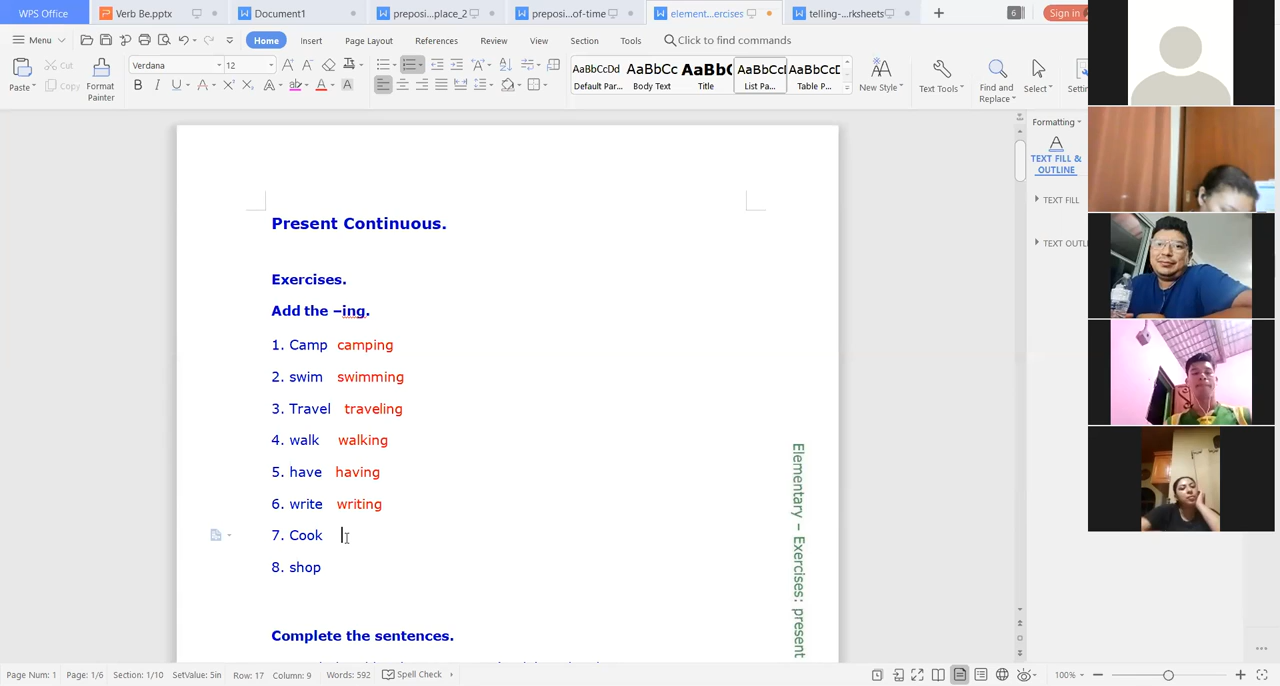 WPS Office Verb Be.pptx Document1 preposi...place_2 preposi...of-time element...ercises telling-...rksheets 6 Sign in
Menu Home Insert Page Layout References Review View Section Tools Click to find commands
Paste Cut Copy Format Painter Verdana 12 AaBbCcDd Default Par... AaBbCc Body Text AaBb Title AaBbCcI List Pa... AaBbCcD Table P... New Style Text Tools Find and Replace Select
Formatting
TEXT FILL & OUTLINE
TEXT FILL
Present Continuous.
Exercises.
Add the –ing.
1. Camp camping
2. swim swimming
3. Travel traveling
4. walk walking
5. have having
6. write writing
7. Cook
8. shop
Complete the sentences.
Elementary – Exercises: present
Page Num: 1 Page: 1/6 Section: 1/10 SetValue: 5in Row: 17 Column: 9 Words: 592 Spell Check 100%